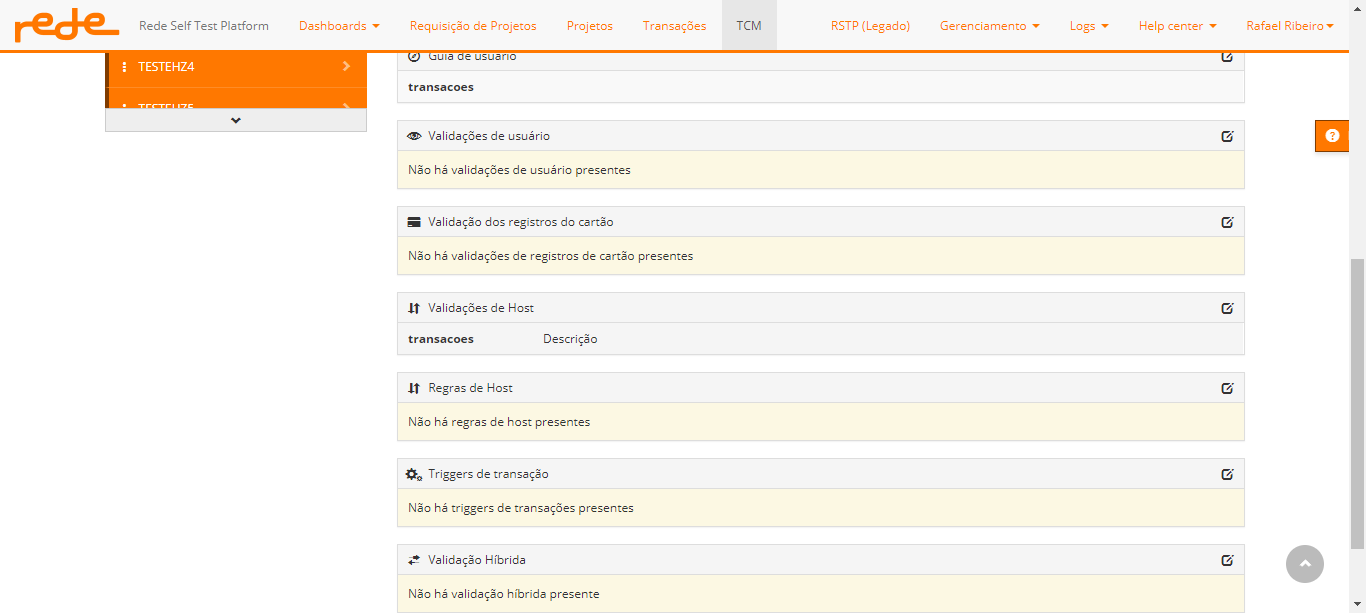 rede
Rede Self Test Platform
Dashboards
Requisição de Projetos
Projetos
Transações
TCM
RSTP (Legado)
Gerenciamento
Logs
Help center
Rafael Ribeiro
TESTEHZ4
TESTEHZ5
Guia de usuário
transacoes
Validações de usuário
Não há validações de usuário presentes
Validação dos registros do cartão
Não há validações de registros de cartão presentes
Validações de Host
transacoes Descrição
Regras de Host
Não há regras de host presentes
Triggers de transação
Não há triggers de transações presentes
Validação Híbrida
Não há validação híbrida presente